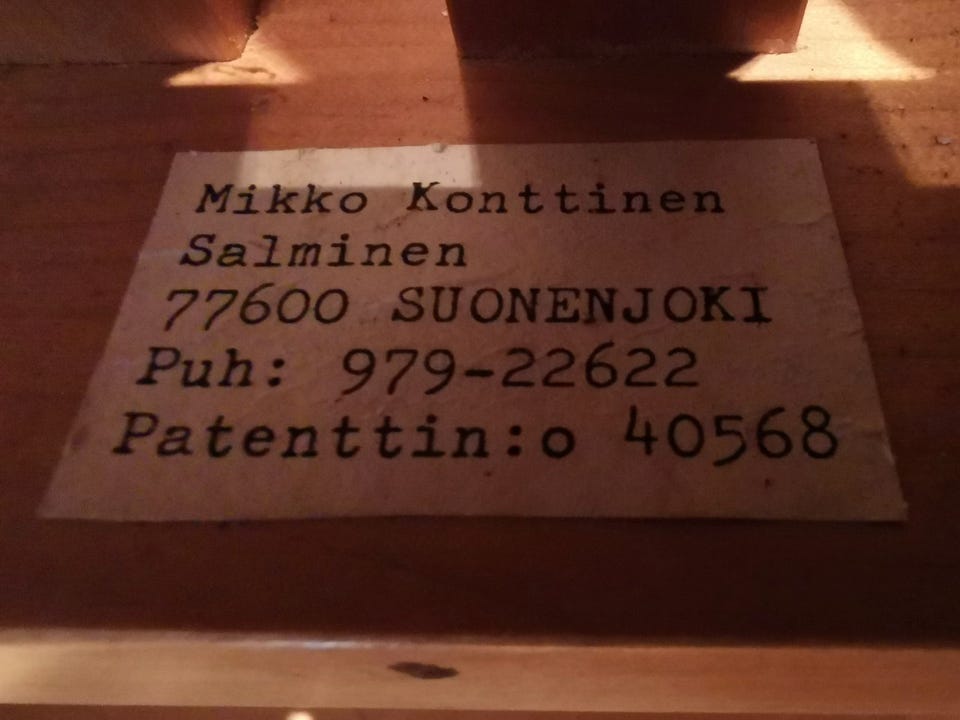 Mikko Konttinen
Salminen
77600 SUONENJOKI
Puh: 979-22622
Patenttin:o 40568